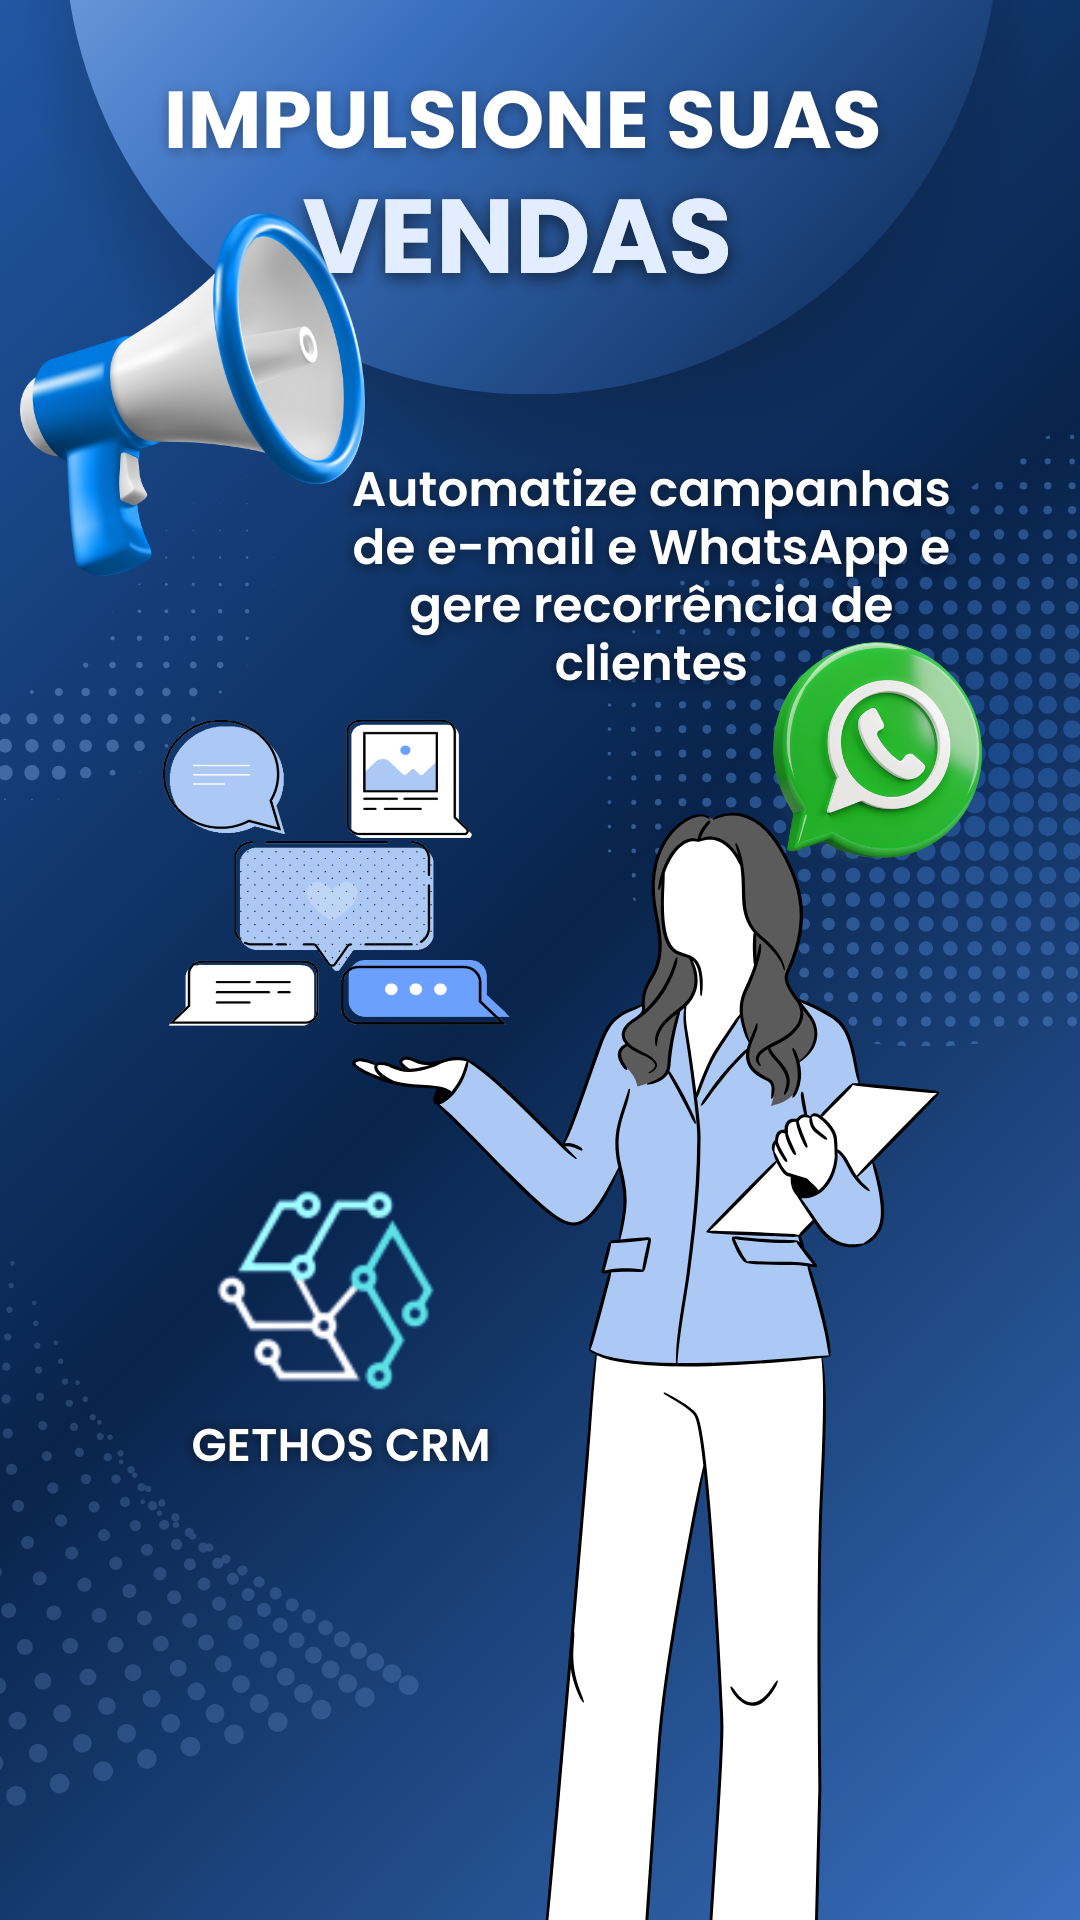 IMPULSIONE SUAS
VENDAS
Automatize campanhas
de e-mail e WhatsApp e
gere recorrência de
clientes
GETHOS CRM